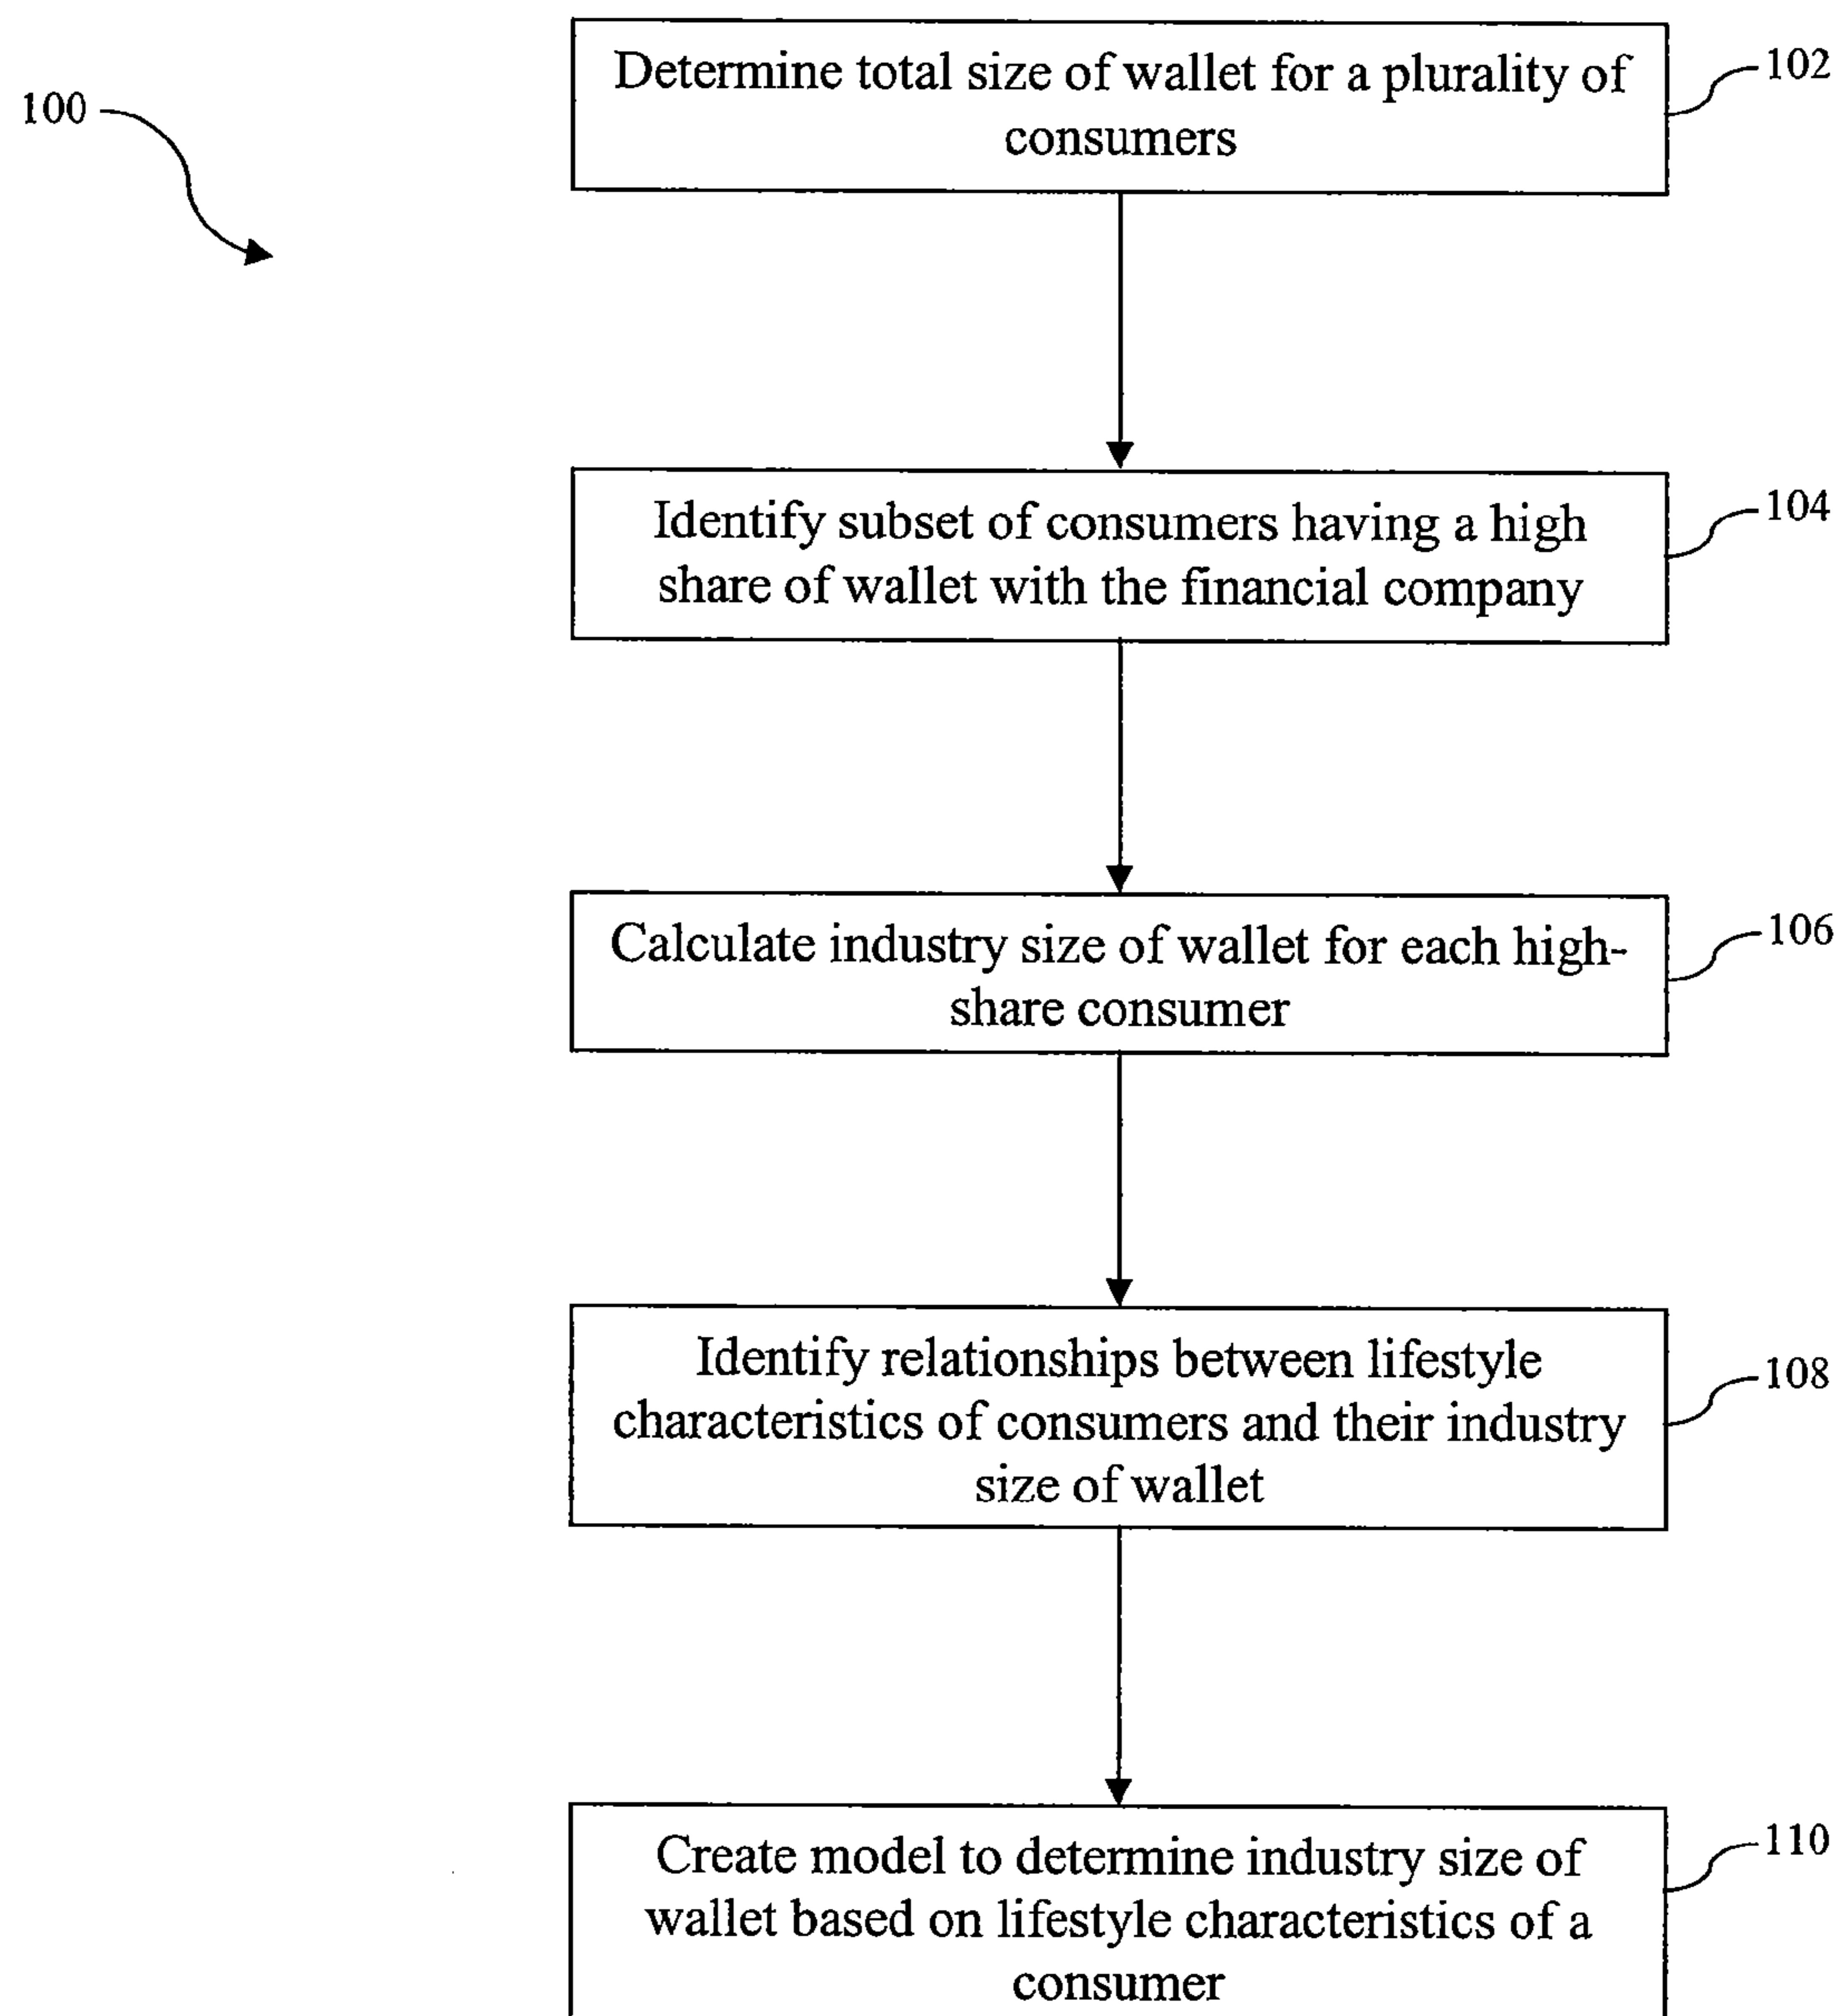 100
Determine total size of wallet for a plurality of
consumers
102
Identify subset of consumers having a high
share of wallet with the financial company
104
Calculate industry size of wallet for each high-
share consumer
106
Identify relationships between lifestyle
characteristics of consumers and their industry
size of wallet
108
Create model to determine industry size of
wallet based on lifestyle characteristics of a
consumer
110